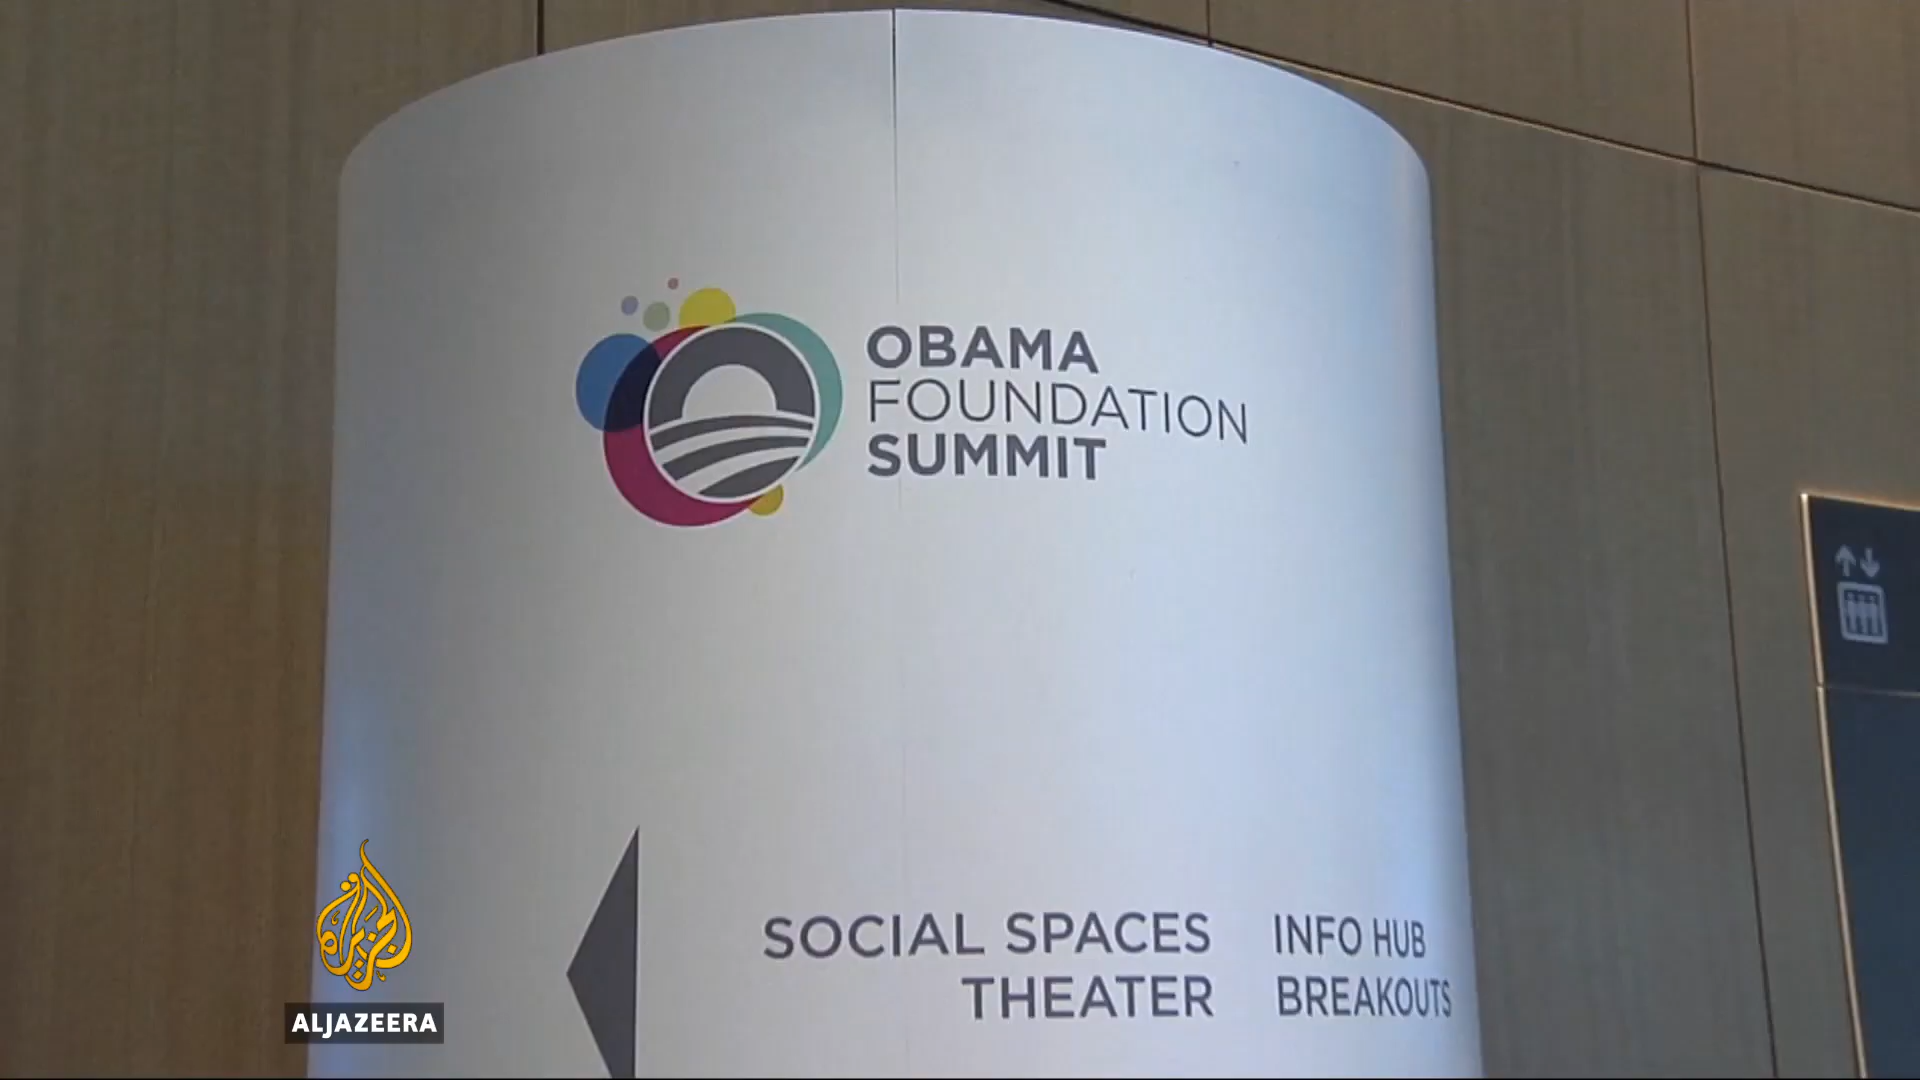 OBAMA
FOUNDATION
SUMMIT
SOCIAL SPACES
THEATER
INFO HUB
BREAKOUTS
الجزيرة
ALJAZEERA